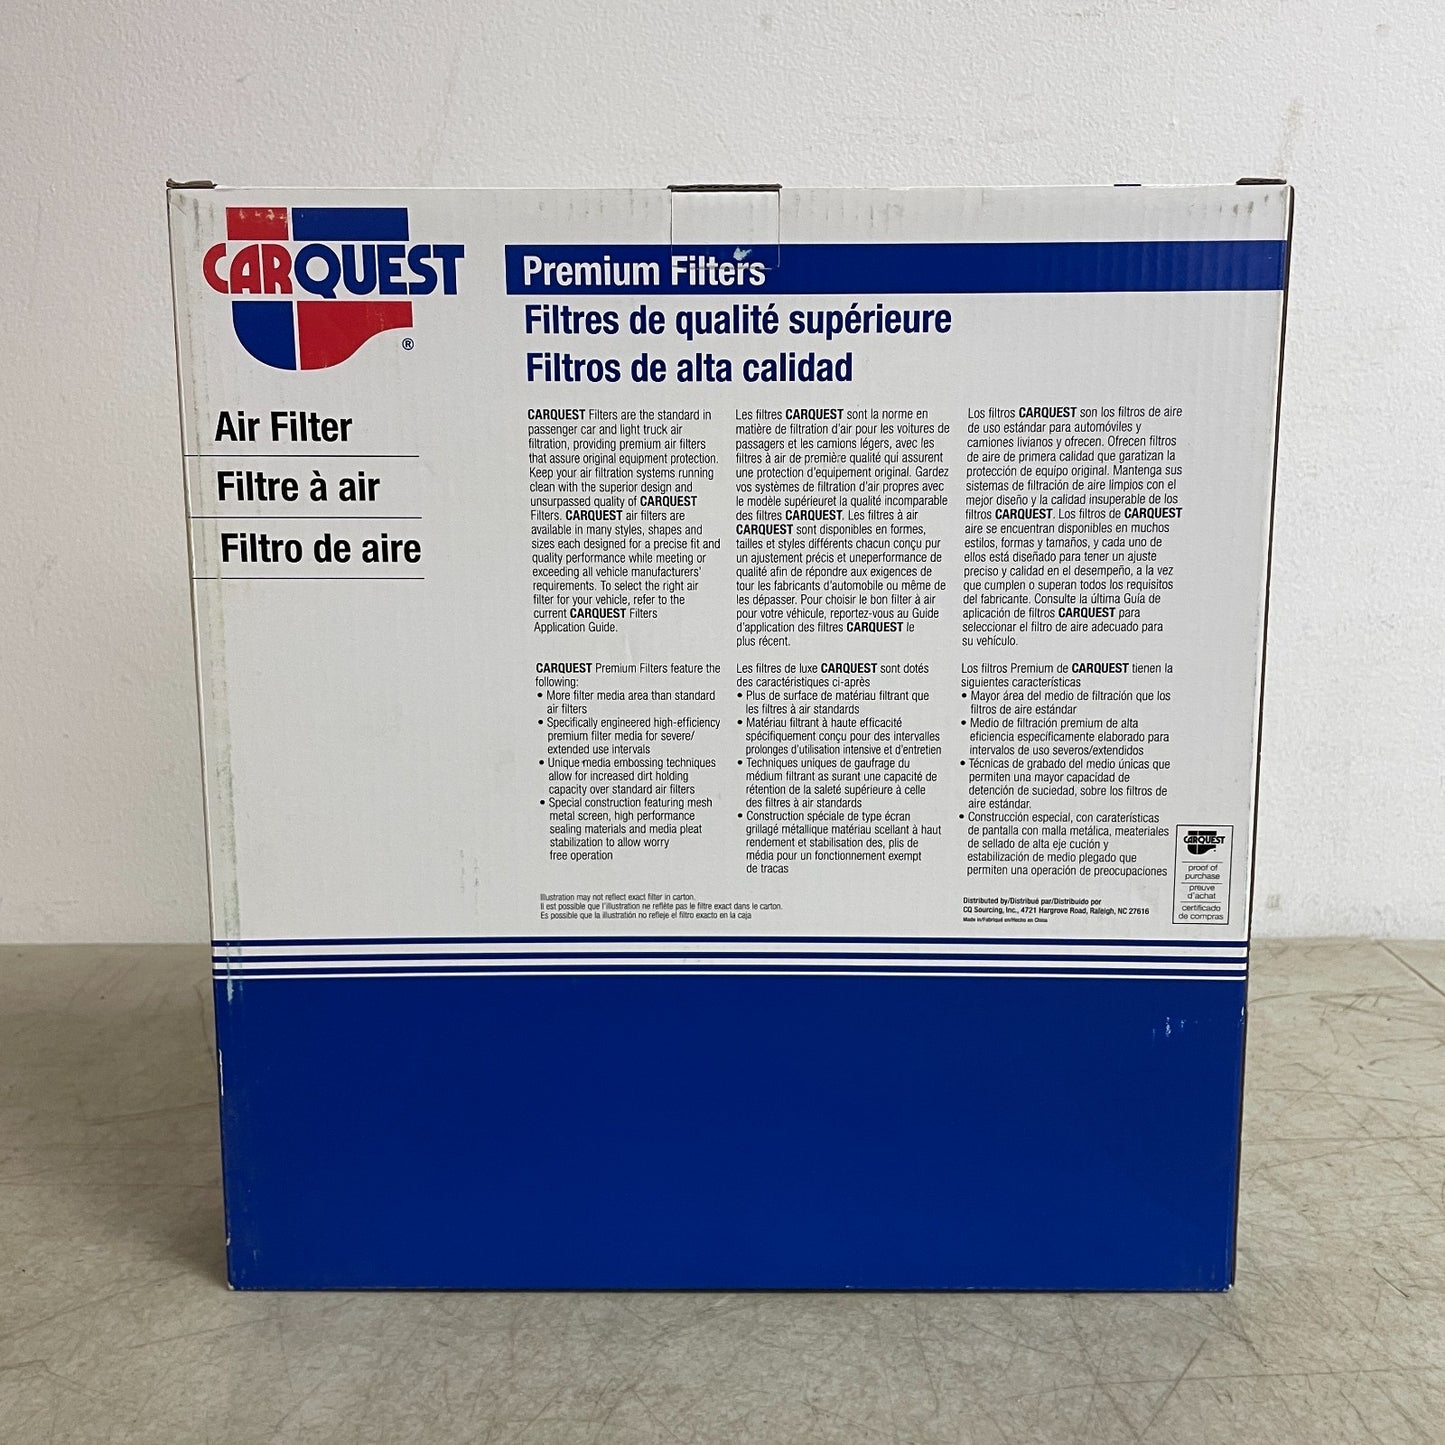 CARQUEST
®
Air Filter
Filtre à air
Filtro de aire
Premium Filters
Filtres de qualité supérieure
Filtros de alta calidad
CARQUEST Filters are the standard in
passenger car and light truck air
filtration, providing premium air filters
that assure original equipment protection.
Keep your air filtration systems running
clean with the superior design and
unsurpassed quality of CARQUEST
Filters. CARQUEST air filters are
available in many styles, shapes and
sizes each designed for a precise fit and
quality performance while meeting or
exceeding all vehicle manufacturers'
requirements. To select the right air
filter for your vehicle, refer to the
current CARQUEST Filters
Application Guide.
CARQUEST Premium Filters feature the
following:
• More filter media area than standard
air filters
• Specifically engineered high-efficiency
premium filter media for severe/
extended use intervals
• Unique media embossing techniques
allow for increased dirt holding
capacity over standard air filters
• Special construction featuring mesh
metal screen, high performance
sealing materials and media pleat
stabilization to allow worry
free operation
Les filtres CARQUEST sont la norme en
matière de filtration d'air pour les voitures de
passagers et les camions légers, avec les
filtres à air de première qualité qui assurent
une protection d'equipement original. Gardez
vos systèmes de filtration d'air propres avec
le modèle supérieuret la qualité incomparable
des filtres CARQUEST. Les filtres à air
CARQUEST sont disponibles en formes,
tailles et styles différents chacun conçu pur
un ajustement précis et uneperformance de
qualité afin de répondre aux exigences de
tour les fabricants d'automobile ou même de
les dépasser. Pour choisir le bon filter à air
pour votre véhicule, reportez-vous au Guide
d'application des filtres CARQUEST le
plus récent.
Les filtres de luxe CARQUEST sont dotés
des caractéristiques ci-après
• Plus de surface de matériau filtrant que
les filtres à air standards
• Matériau filtrant à haute efficacité
spécifiquement conçu pour des intervalles
prolonges d'utilisation intensive et d'entretien
• Techniques uniques de gaufrage du
médium filtrant as surant une capacité de
rétention de la saleté supérieure à celle
des filtres à air standards
• Construction spéciale de type écran
grillagé métallique matériau scellant à haut
rendement et stabilisation des, plis de
média pour un fonctionnement exempt
de tracas
Los filtros CARQUEST son los filtros de aire
de uso estándar para automóviles y
camiones livianos y ofrecen. Ofrecen filtros
de aire de primera calidad que garatizan la
protección de equipo original. Mantenga sus
sistemas de filtración de aire limpios con el
mejor diseño y la calidad insuperable de los
filtros CARQUEST. Los filtros de CARQUEST
aire se encuentran disponibles en muchos
estilos, formas y tamaños, y cada uno de
ellos está diseñado para tener un ajuste
preciso y calidad en el desempeño, a la vez
que cumplen o superan todos los requisitos
del fabricante. Consulte la última Guía de
aplicación de filtros CARQUEST para
seleccionar el filtro de aire adecuado para
su vehículo.
Los filtros Premium de CARQUEST tienen la
siguientes características
• Mayor área del medio de filtración que los
filtros de aire estándar
• Medio de filtración premium de alta
eficiencia específicamente elaborado para
intervalos de uso severos/extendidos
• Técnicas de grabado del medio únicas que
permiten una mayor capacidad de
detención de suciedad, sobre los filtros de
aire estándar.
• Construcción especial, con caraterísticas
de pantalla con malla metálica, meateriales
de sellado de alta eje cución y
estabilización de medio plegado que
permiten una operación de preocupaciones
Illustration may not reflect exact filter in carton.
Il est possible que l'illustration ne reflète pas le filtre exact dans le carton.
Es possible que la illustratión no refleje el filtro exacto en la caja
Distributed by/Distribué par/Distribuido por
CQ Sourcing, Inc., 4721 Hargrove Road, Raleigh, NC 27616
Made in/Fabriqué en/Hecho en China
CARQUEST
proof of
purchase
preuve
d'achat
certificado
de compras